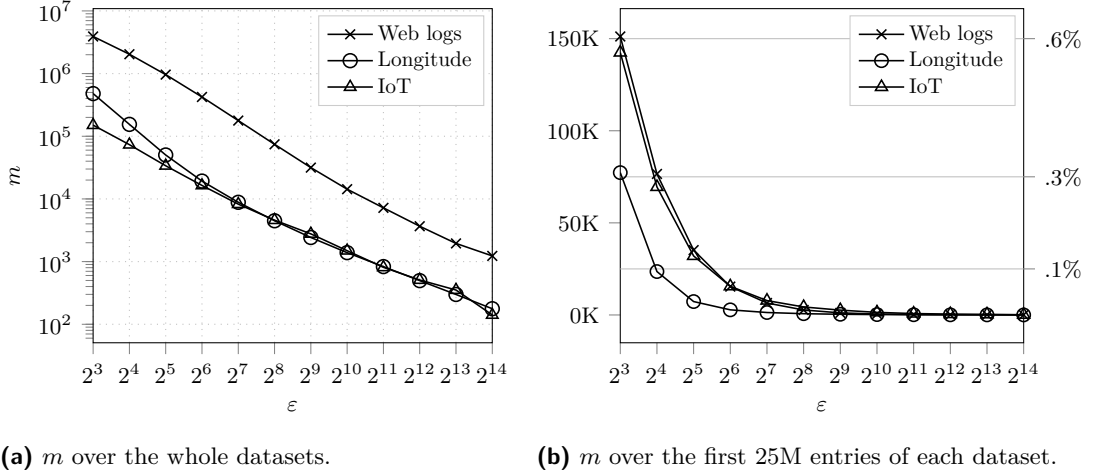 10^7
10^6
10^5
10^4
10^3
10^2
m
2^3 2^4 2^5 2^6 2^7 2^8 2^9 2^10 2^11 2^12 2^13 2^14
ε
Web logs
Longitude
IoT
(a) m over the whole datasets.
150K
100K
50K
0K
.6%
.3%
.1%
2^3 2^4 2^5 2^6 2^7 2^8 2^9 2^10 2^11 2^12 2^13 2^14
ε
Web logs
Longitude
IoT
(b) m over the first 25M entries of each dataset.